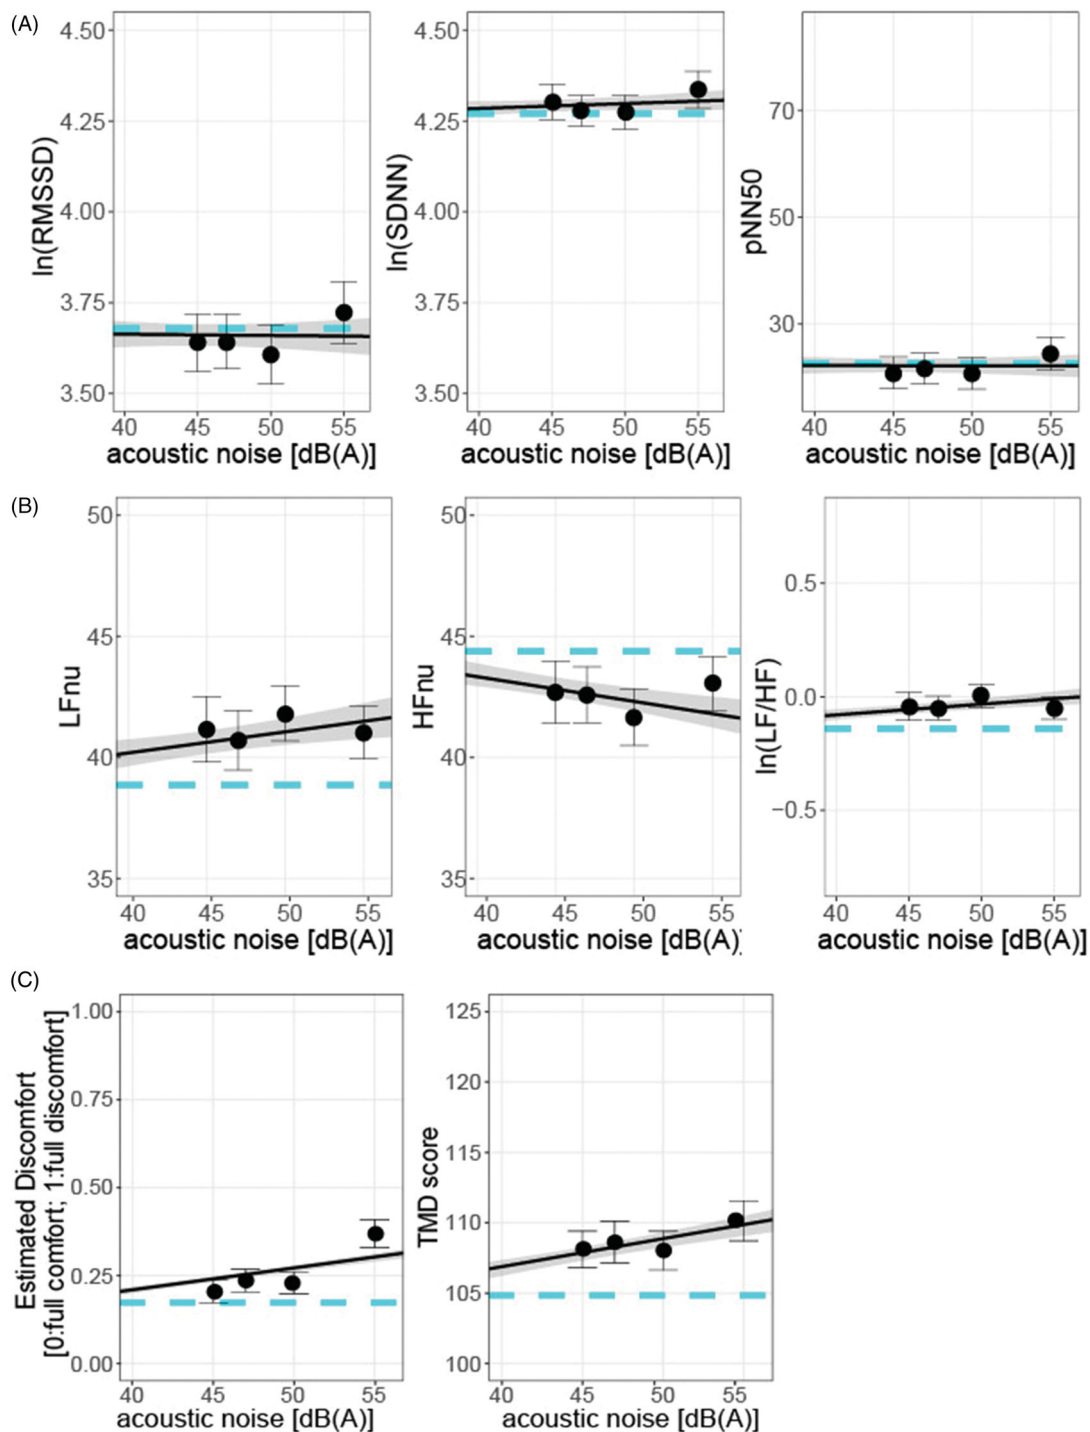 (A)
ln(RMSSD)
4.50
4.25
4.00
3.75
3.50
40 45 50 55
acoustic noise [dB(A)]
ln(SDNN)
4.50
4.25
4.00
3.75
3.50
40 45 50 55
acoustic noise [dB(A)]
pNN50
70
50
30
40 45 50 55
acoustic noise [dB(A)]
(B)
LFnu
50
45
40
35
40 45 50 55
acoustic noise [dB(A)]
HFnu
50
45
40
35
40 45 50 55
acoustic noise [dB(A)]
ln(LF/HF)
0.5
0.0
−0.5
40 45 50 55
acoustic noise [dB(A)]
(C)
Estimated Discomfort
[0:full comfort; 1:full discomfort]
1.00
0.75
0.50
0.25
0.00
40 45 50 55
acoustic noise [dB(A)]
TMD score
125
120
115
110
105
100
40 45 50 55
acoustic noise [dB(A)]